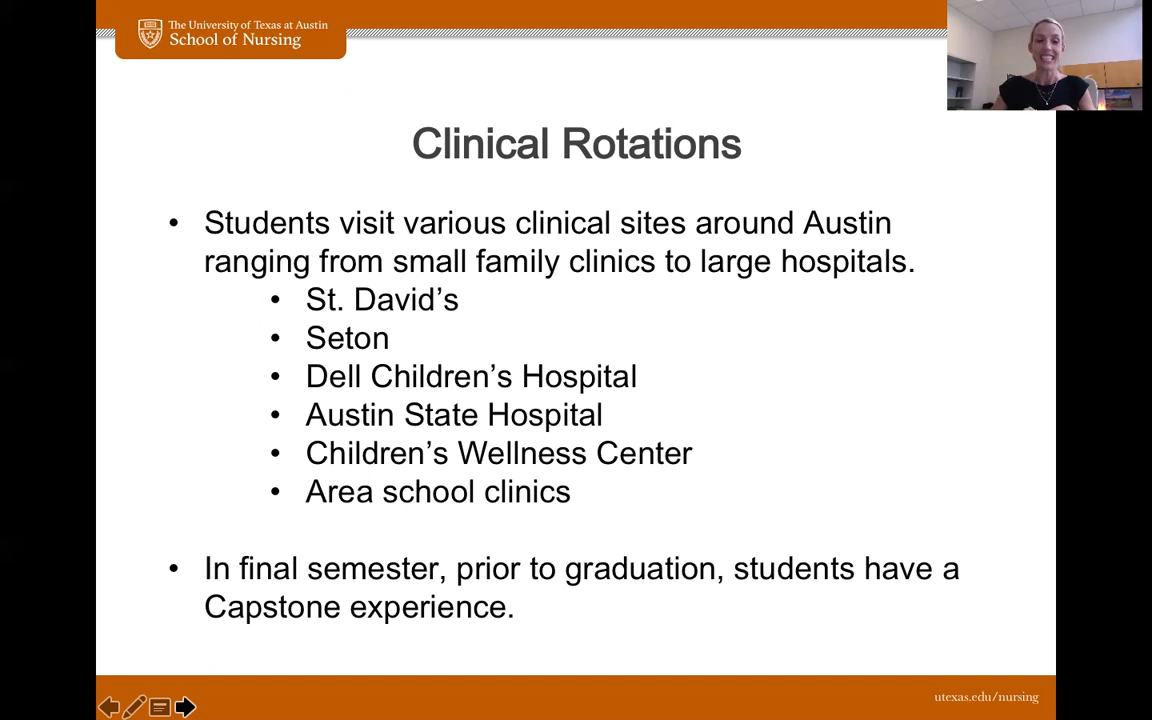 The University of Texas at Austin
School of Nursing
Clinical Rotations
• Students visit various clinical sites around Austin
ranging from small family clinics to large hospitals.
• St. David’s
• Seton
• Dell Children’s Hospital
• Austin State Hospital
• Children’s Wellness Center
• Area school clinics
• In final semester, prior to graduation, students have a
Capstone experience.
utexas.edu/nursing